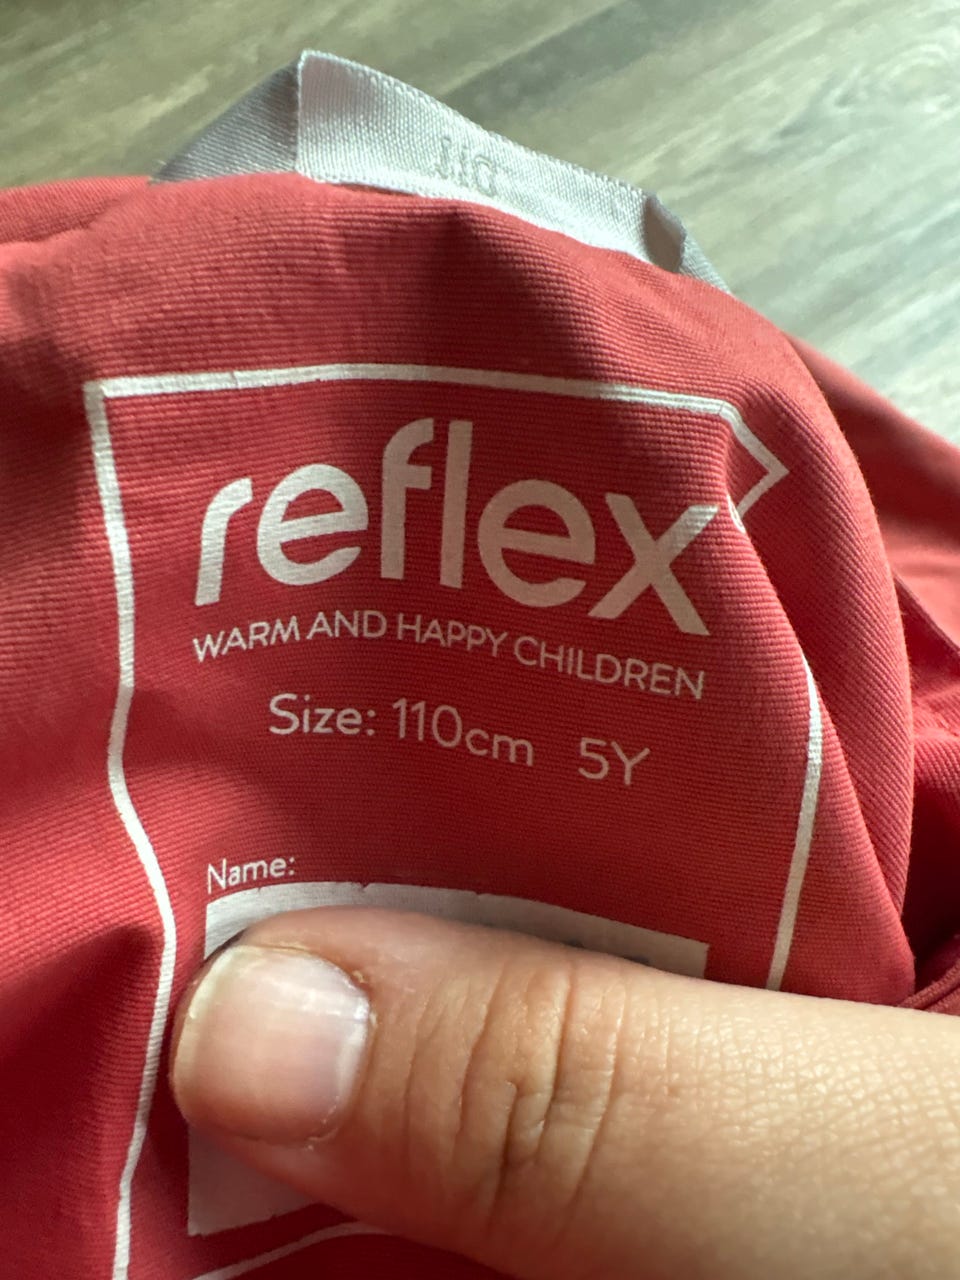 reflex
WARM AND HAPPY CHILDREN
Size: 110cm 5Y
Name: